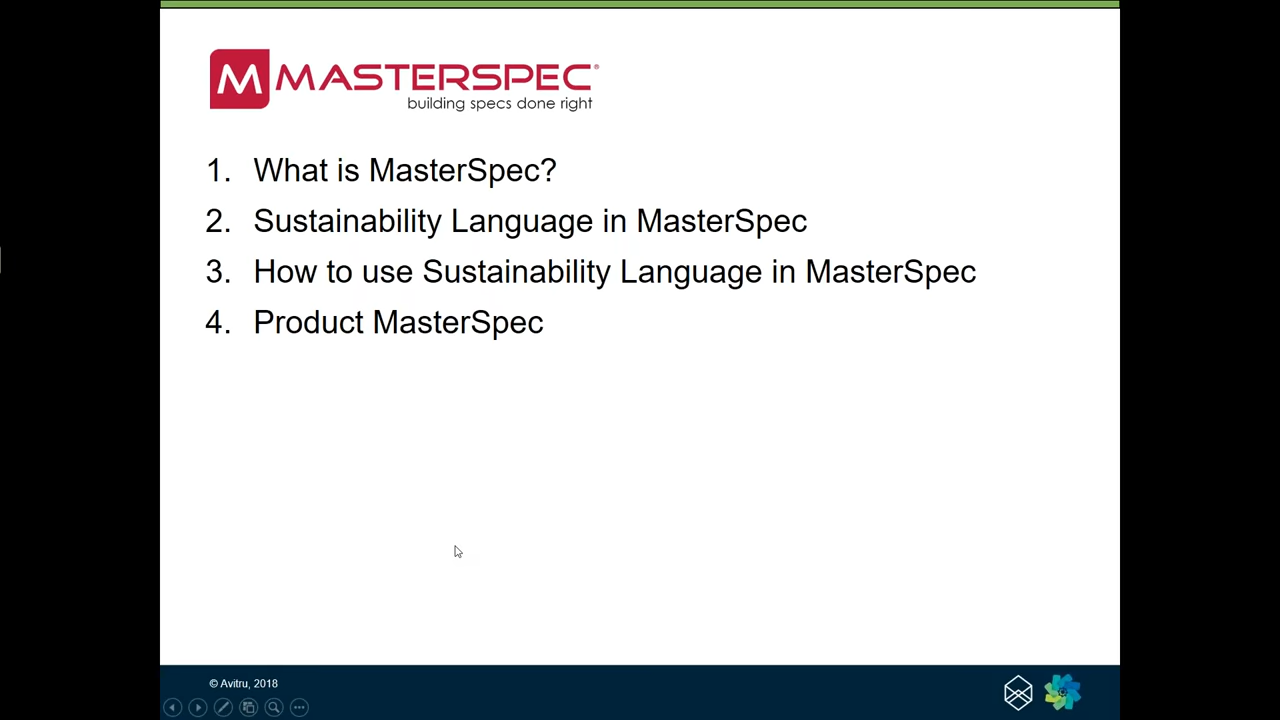 M MASTERSPEC®
building specs done right
1. What is MasterSpec?
2. Sustainability Language in MasterSpec
3. How to use Sustainability Language in MasterSpec
4. Product MasterSpec
© Avitru, 2018